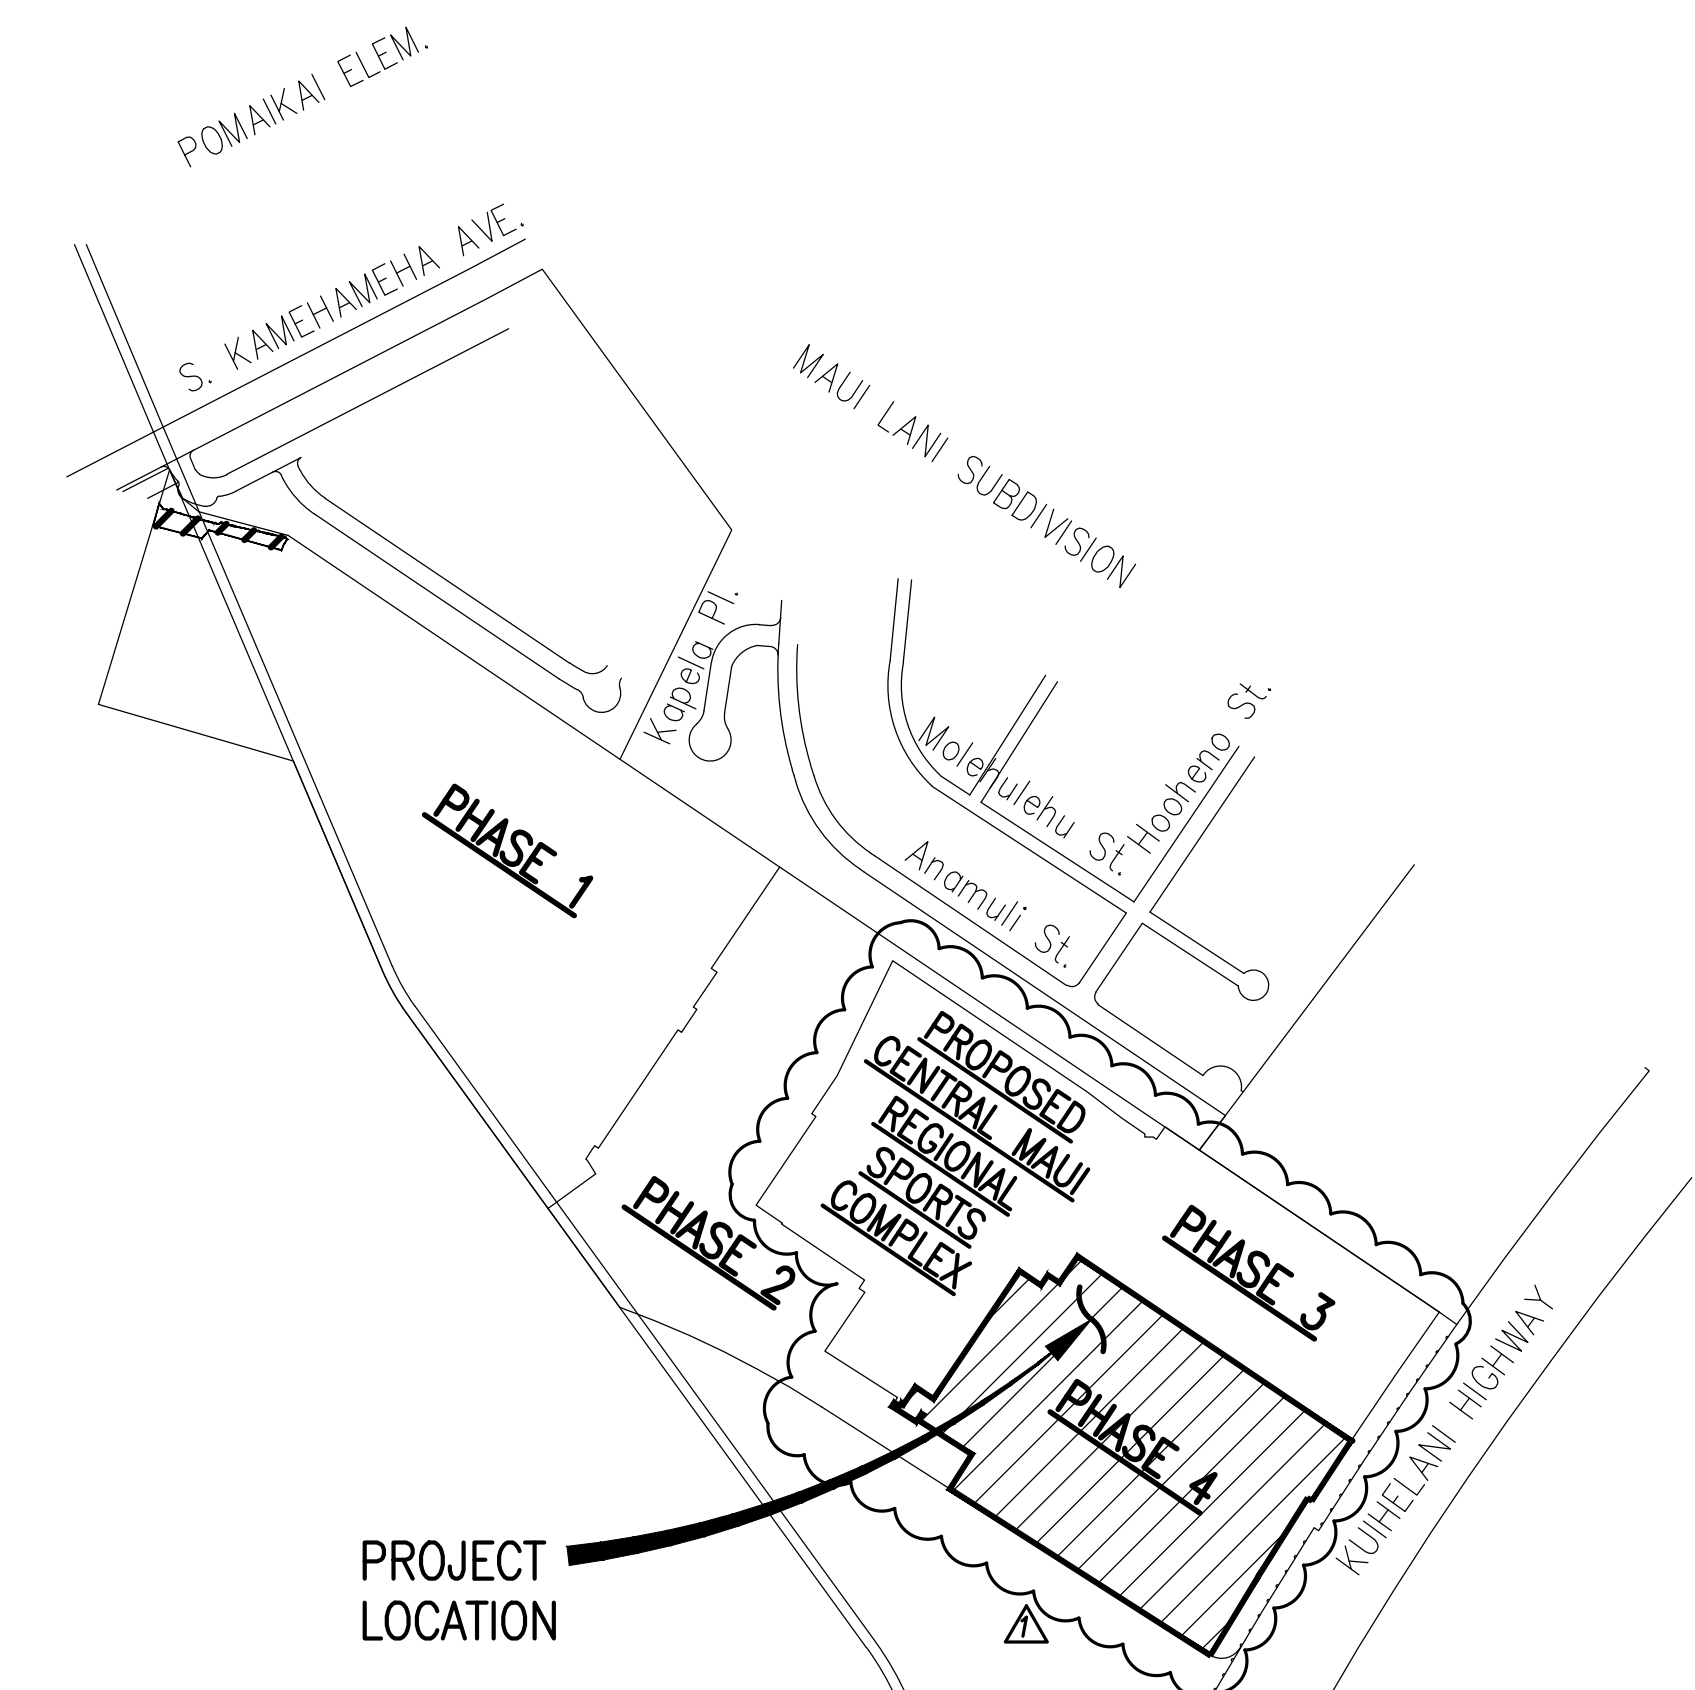 POMAIKAI ELEM.
S. KAMEHAMEHA AVE.
MAUI LANI SUBDIVISION
Kapela Pl.
Molehulehu St.
Hooheno St.
Anamuli St.
PHASE 1
PROPOSED
CENTRAL MAUI
REGIONAL
SPORTS
COMPLEX
PHASE 2
PHASE 3
PHASE 4
KUIHELANI HIGHWAY
PROJECT
LOCATION
1